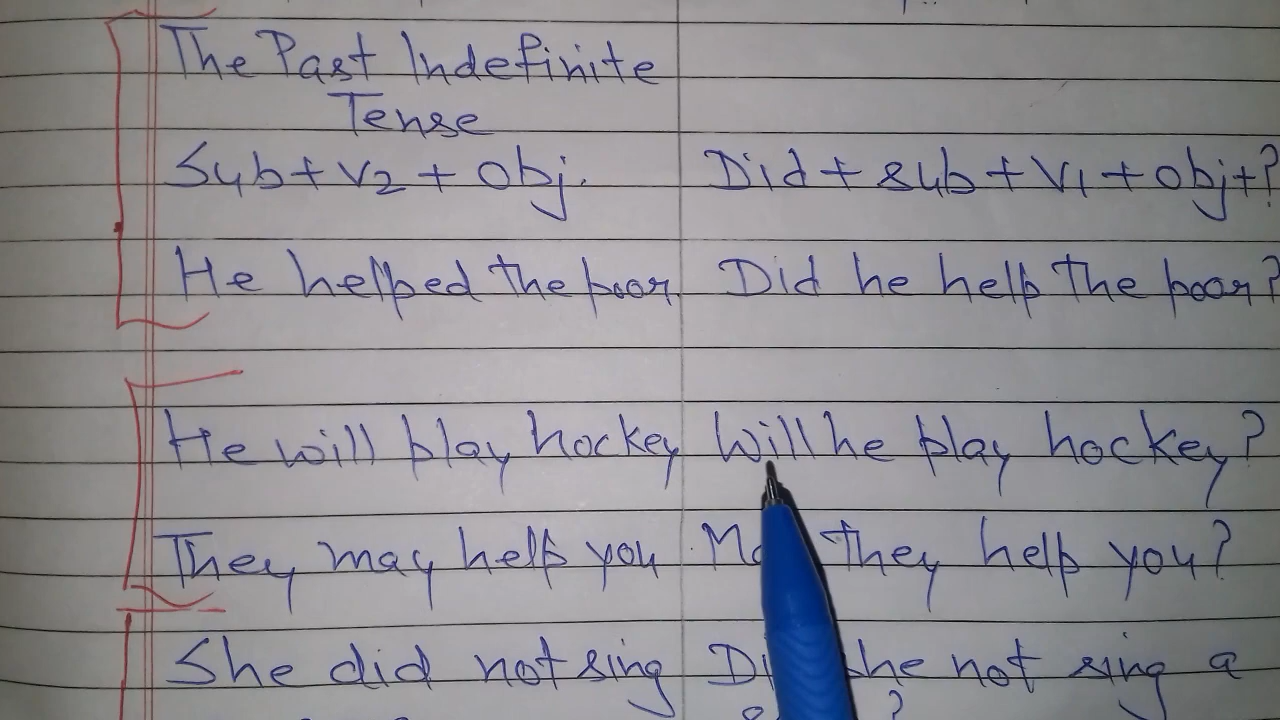 The Past Indefinite
Tense
Sub + V2 + Obj. Did + sub + V1 + obj + ?
He helped the poor. Did he help the poor?
He will play hockey Will he play hockey?
They may help you they help you?
She did not sing she not sing a
?